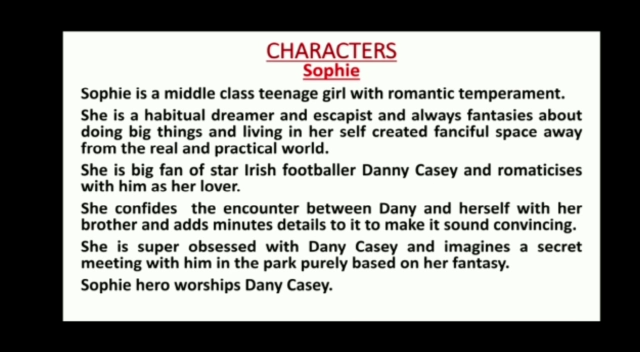 CHARACTERS
Sophie
Sophie is a middle class teenage girl with romantic temperament.
She is a habitual dreamer and escapist and always fantasies about
doing big things and living in her self created fanciful space away
from the real and practical world.
She is big fan of star Irish footballer Danny Casey and romaticises
with him as her lover.
She confides the encounter between Dany and herself with her
brother and adds minutes details to it to make it sound convincing.
She is super obsessed with Dany Casey and imagines a secret
meeting with him in the park purely based on her fantasy.
Sophie hero worships Dany Casey.